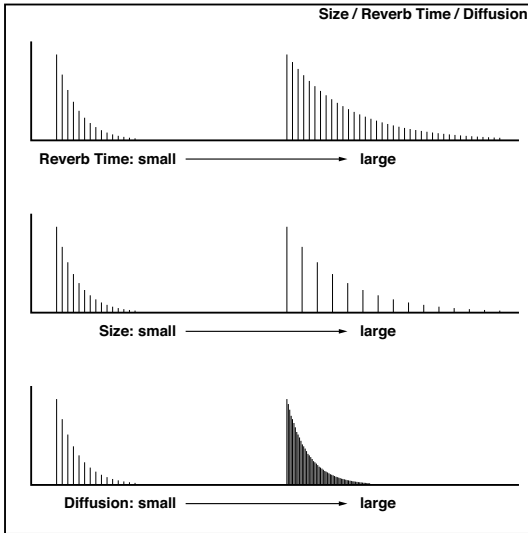 Size / Reverb Time / Diffusion
Reverb Time: small large
Size: small large
Diffusion: small large